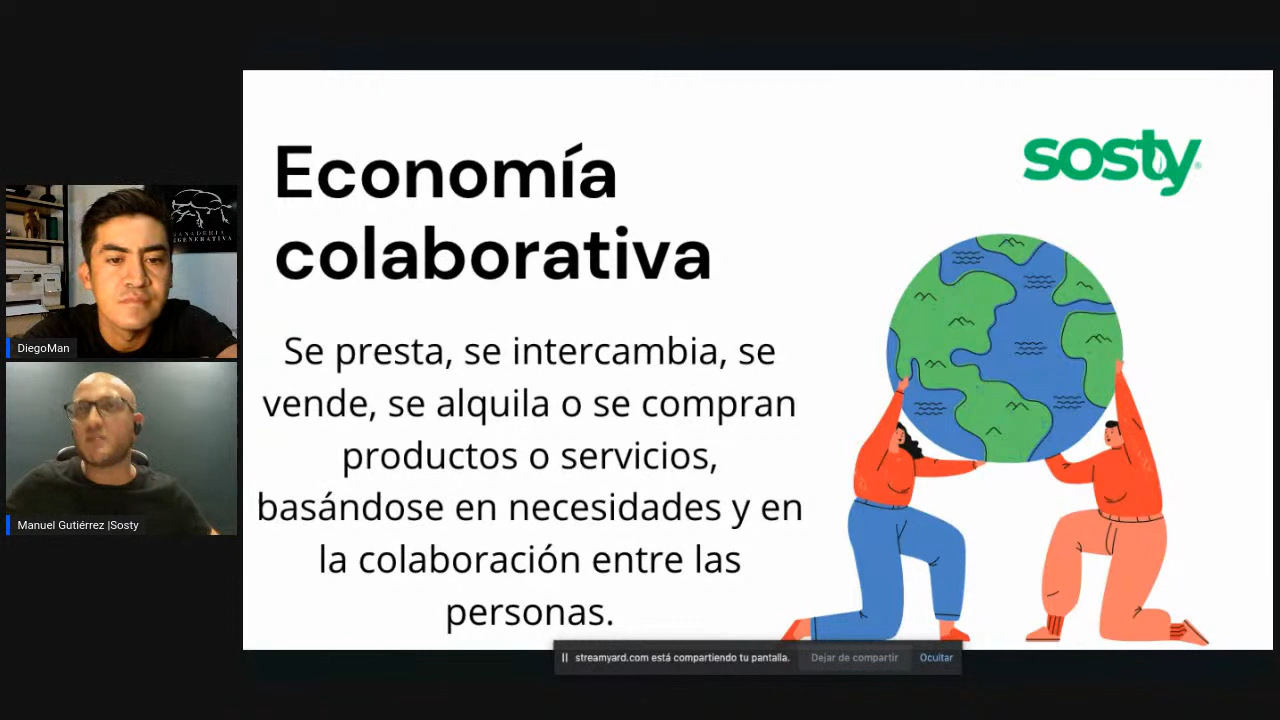 Economía
colaborativa
sosty
Se presta, se intercambia, se
vende, se alquila o se compran
productos o servicios,
basándose en necesidades y en
la colaboración entre las
personas.
GANADERÍA
REGENERATIVA
DiegoMan
Manuel Gutiérrez |Sosty
streamyard.com está compartiendo tu pantalla.
Dejar de compartir
Ocultar